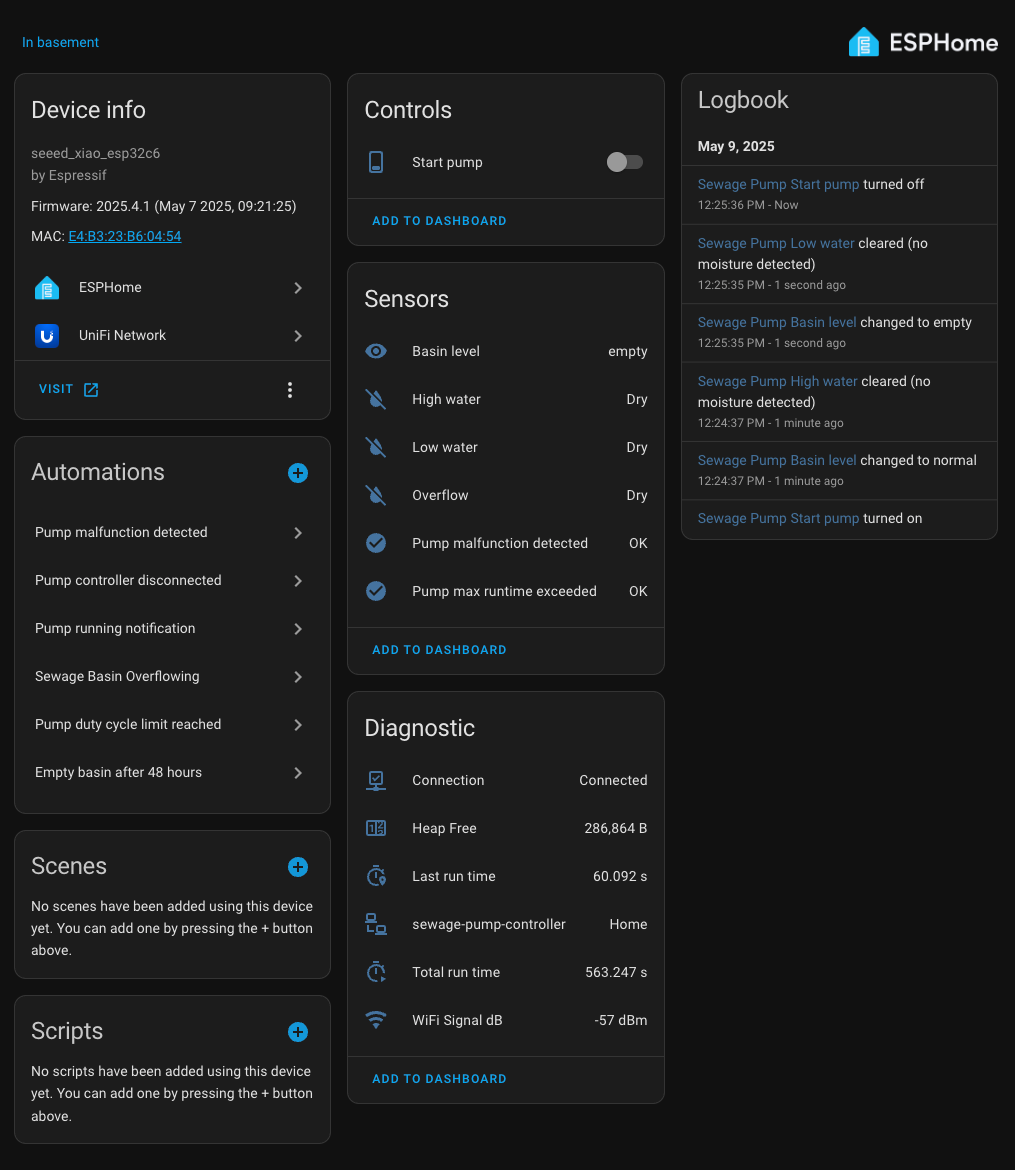 In basement
ESPHome
Device info
seeed_xiao_esp32c6
by Espressif
Firmware: 2025.4.1 (May 7 2025, 09:21:25)
MAC: E4:B3:23:B6:04:54
ESPHome
UniFi Network
VISIT
Automations
Pump malfunction detected
Pump controller disconnected
Pump running notification
Sewage Basin Overflowing
Pump duty cycle limit reached
Empty basin after 48 hours
Scenes
No scenes have been added using this device
yet. You can add one by pressing the + button
above.
Scripts
No scripts have been added using this device
yet. You can add one by pressing the + button
above.
Controls
Start pump
ADD TO DASHBOARD
Sensors
Basin level empty
High water Dry
Low water Dry
Overflow Dry
Pump malfunction detected OK
Pump max runtime exceeded OK
ADD TO DASHBOARD
Diagnostic
Connection Connected
Heap Free 286,864 B
Last run time 60.092 s
sewage-pump-controller Home
Total run time 563.247 s
WiFi Signal dB -57 dBm
ADD TO DASHBOARD
Logbook
May 9, 2025
Sewage Pump Start pump turned off
12:25:36 PM - Now
Sewage Pump Low water cleared (no
moisture detected)
12:25:35 PM - 1 second ago
Sewage Pump Basin level changed to empty
12:25:35 PM - 1 second ago
Sewage Pump High water cleared (no
moisture detected)
12:24:37 PM - 1 minute ago
Sewage Pump Basin level changed to normal
12:24:37 PM - 1 minute ago
Sewage Pump Start pump turned on